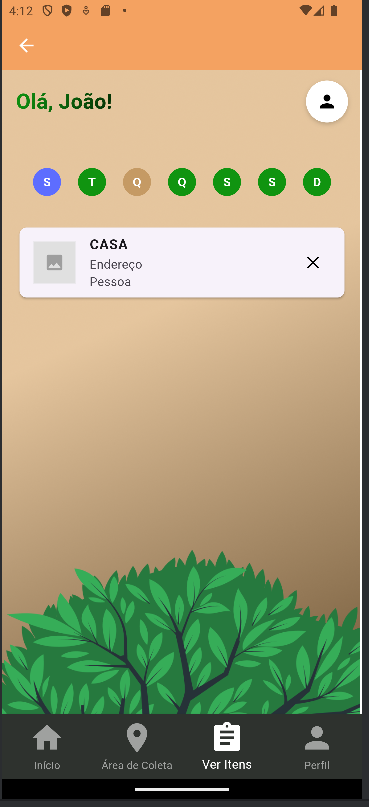 4:12
Olá, João!
S T Q Q S S D
CASA
Endereço
Pessoa
Início Área de Coleta Ver Itens Perfil